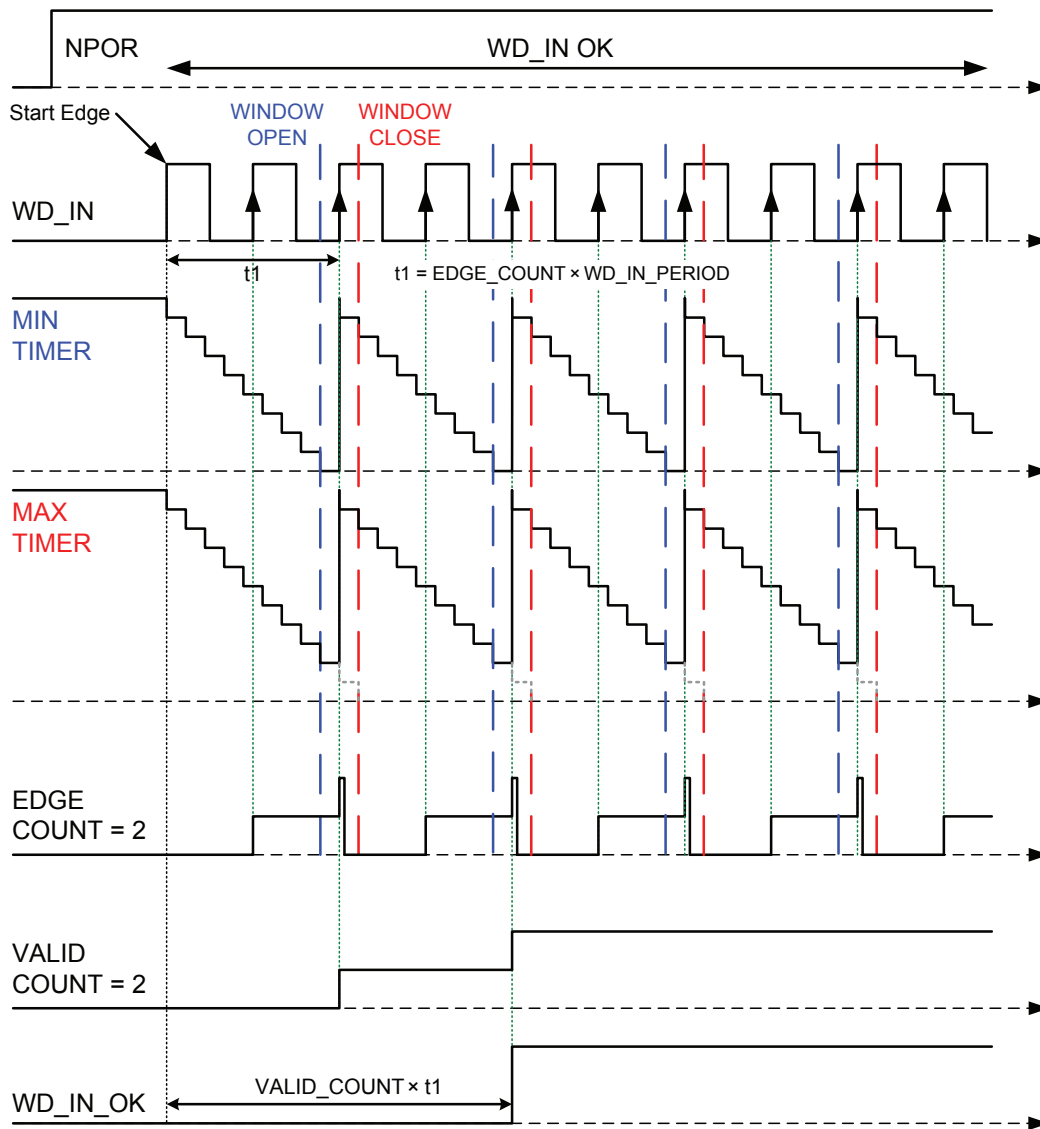 NPOR
WD_IN OK
Start Edge
WINDOW
OPEN
WINDOW
CLOSE
WD_IN
t1
t1 = EDGE_COUNT × WD_IN_PERIOD
MIN
TIMER
MAX
TIMER
EDGE
COUNT = 2
VALID
COUNT = 2
VALID_COUNT × t1
WD_IN_OK